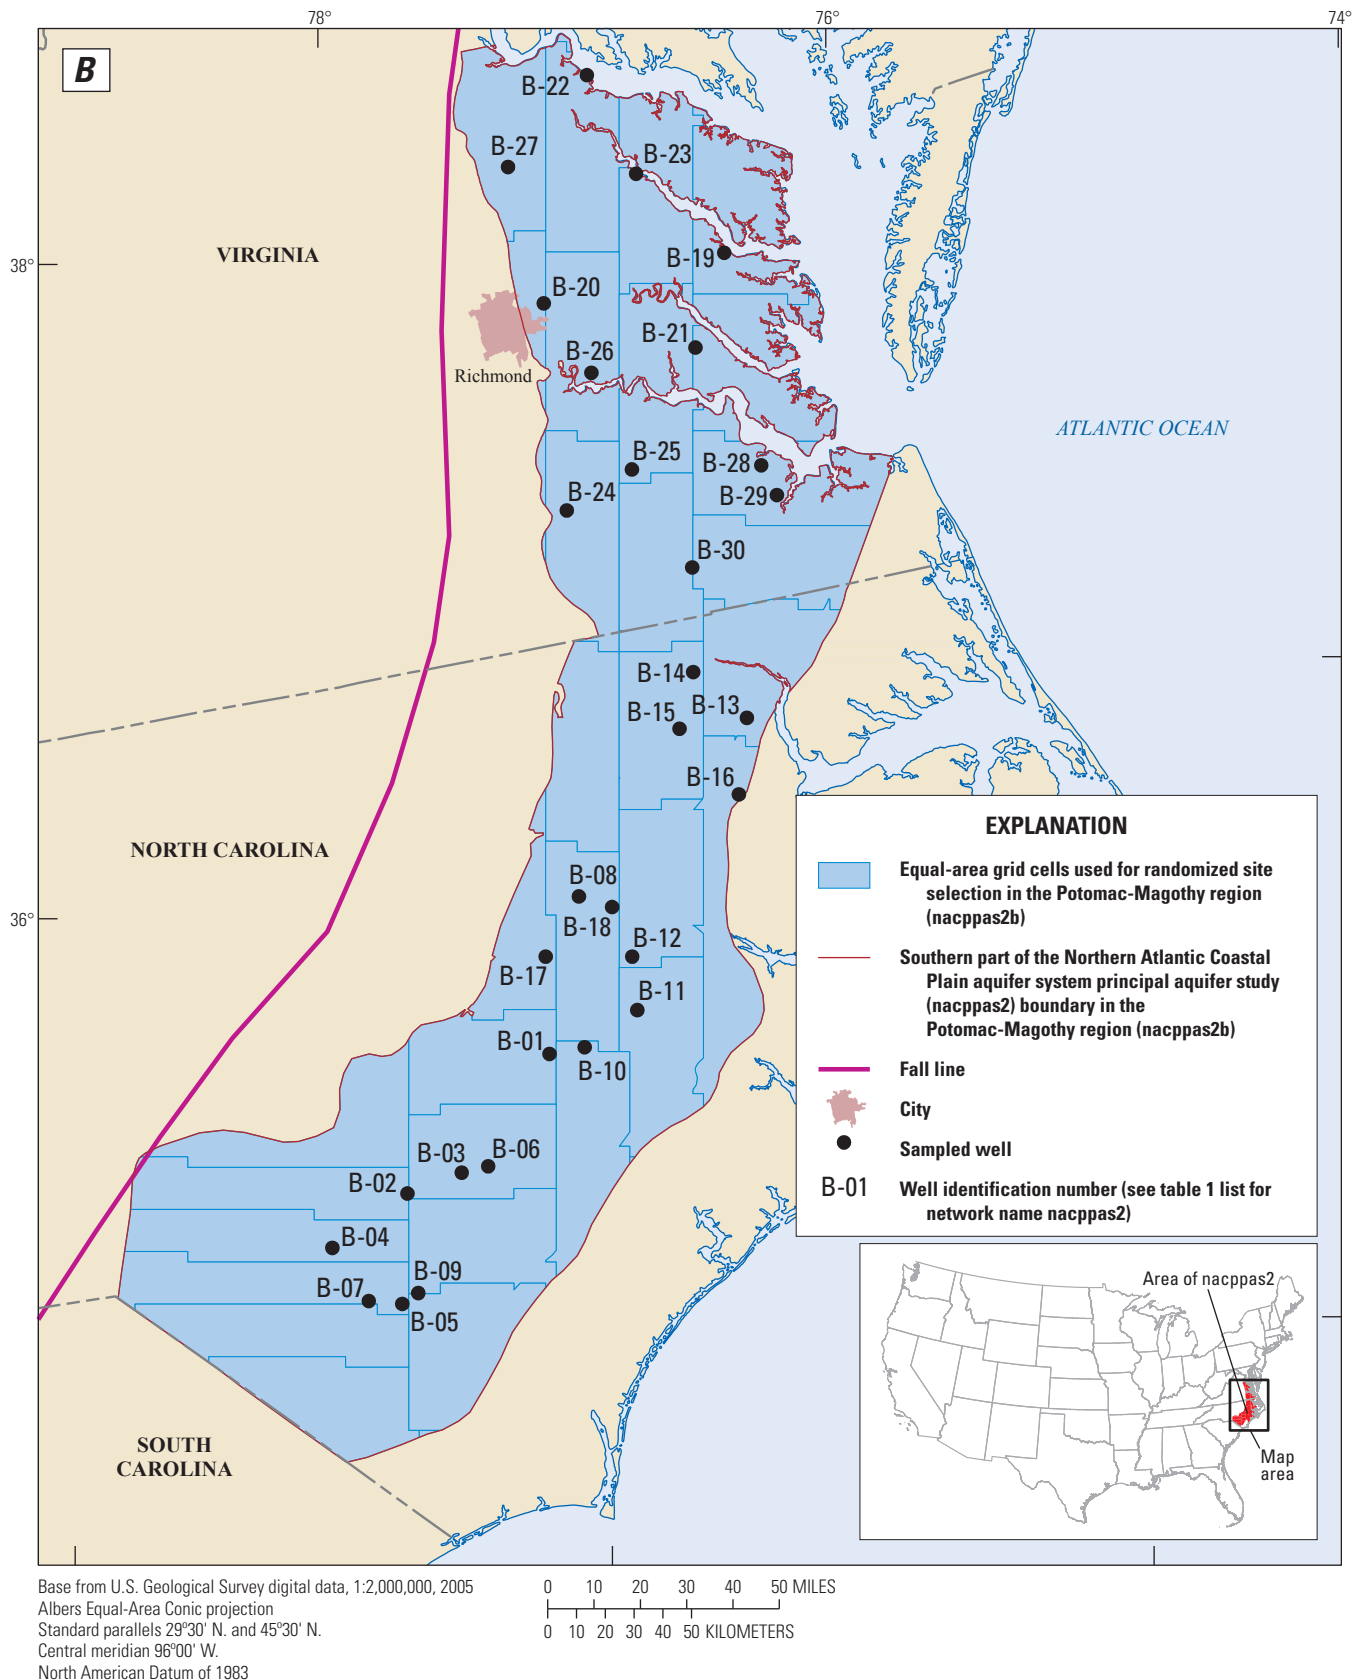 78°
76°
74°
B
B-22
B-27
B-23
VIRGINIA
38°
B-19
B-20
B-21
B-26
Richmond
ATLANTIC OCEAN
B-25
B-28
B-24
B-29
B-30
B-14
B-15
B-13
B-16
NORTH CAROLINA
B-08
36°
B-18
B-12
B-17
B-11
B-01
B-10
B-03
B-06
B-02
B-04
B-09
B-07
B-05
SOUTH
CAROLINA
EXPLANATION
Equal-area grid cells used for randomized site
selection in the Potomac-Magothy region
(nacppas2b)
Southern part of the Northern Atlantic Coastal
Plain aquifer system principal aquifer study
(nacppas2) boundary in the
Potomac-Magothy region (nacppas2b)
Fall line
City
Sampled well
B-01 Well identification number (see table 1 list for
network name nacppas2)
Area of nacppas2
Map
area
Base from U.S. Geological Survey digital data, 1:2,000,000, 2005
Albers Equal-Area Conic projection
Standard parallels 29°30' N. and 45°30' N.
Central meridian 96°00' W.
North American Datum of 1983
0 10 20 30 40 50 MILES
0 10 20 30 40 50 KILOMETERS